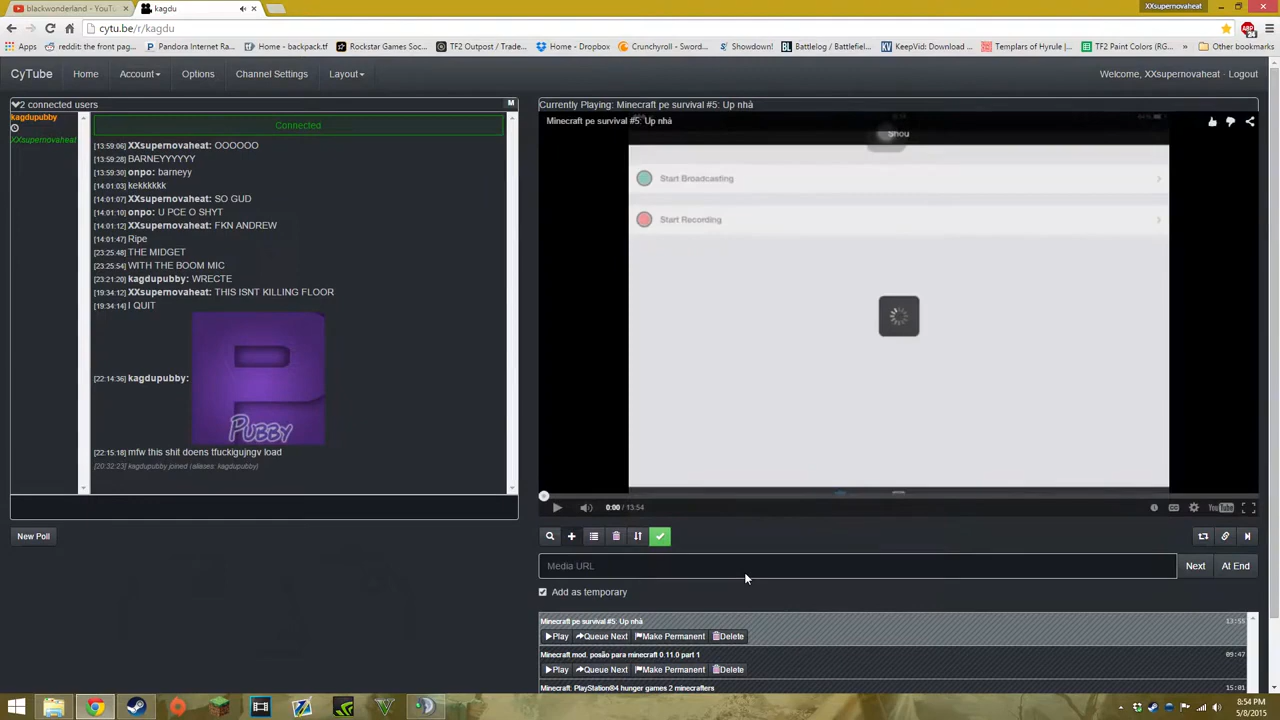 blackwonderland - YouTu
kagdu
XXsupernovaheat
cytu.be/r/kagdu
Apps
reddit: the front pag...
Pandora Internet Ra...
Home - backpack.tf
Rockstar Games Soc...
TF2 Outpost / Trade...
Home - Dropbox
Crunchyroll - Sword...
Showdown!
Battlelog / Battlefiel...
KeepVid: Download ...
Templars of Hyrule |...
TF2 Paint Colors (RG...
»
Other bookmarks
CyTube
Home
Account
Options
Channel Settings
Layout
Welcome, XXsupernovaheat · Logout
2 connected users
M
Currently Playing: Minecraft pe survival #5: Up nhà
kagdupubby
XXsupernovaheat
Connected
[13:59:06] XXsupernovaheat: OOOOOO
[13:59:28] BARNEYYYYYY
[13:59:30] onpo: barneyy
[14:01:03] kekkkkkk
[14:01:07] XXsupernovaheat: SO GUD
[14:01:10] onpo: U PCE O SHYT
[14:01:12] XXsupernovaheat: FKN ANDREW
[14:01:47] Ripe
[23:25:48] THE MIDGET
[23:25:54] WITH THE BOOM MIC
[23:21:20] kagdupubby: WRECTE
[19:34:12] XXsupernovaheat: THIS ISNT KILLING FLOOR
[19:34:14] I QUIT
[22:14:36] kagdupubby:
P
PUBBY
[22:15:18] mfw this shit doens tfuckigujngv load
[20:32:23] kagdupubby joined (aliases: kagdupubby)
New Poll
Minecraft pe survival #5: Up nhà
Shou
Start Broadcasting
Start Recording
0:00 / 13:54
YouTube
Media URL
Next
At End
Add as temporary
Minecraft pe survival #5: Up nhà
13:55
Play
Queue Next
Make Permanent
Delete
Minecraft mod. posão para minecraft 0.11.0 part 1
09:47
Play
Queue Next
Make Permanent
Delete
Minecraft: PlayStation®4 hunger games 2 minecrafters
15:01
8:54 PM
5/8/2015